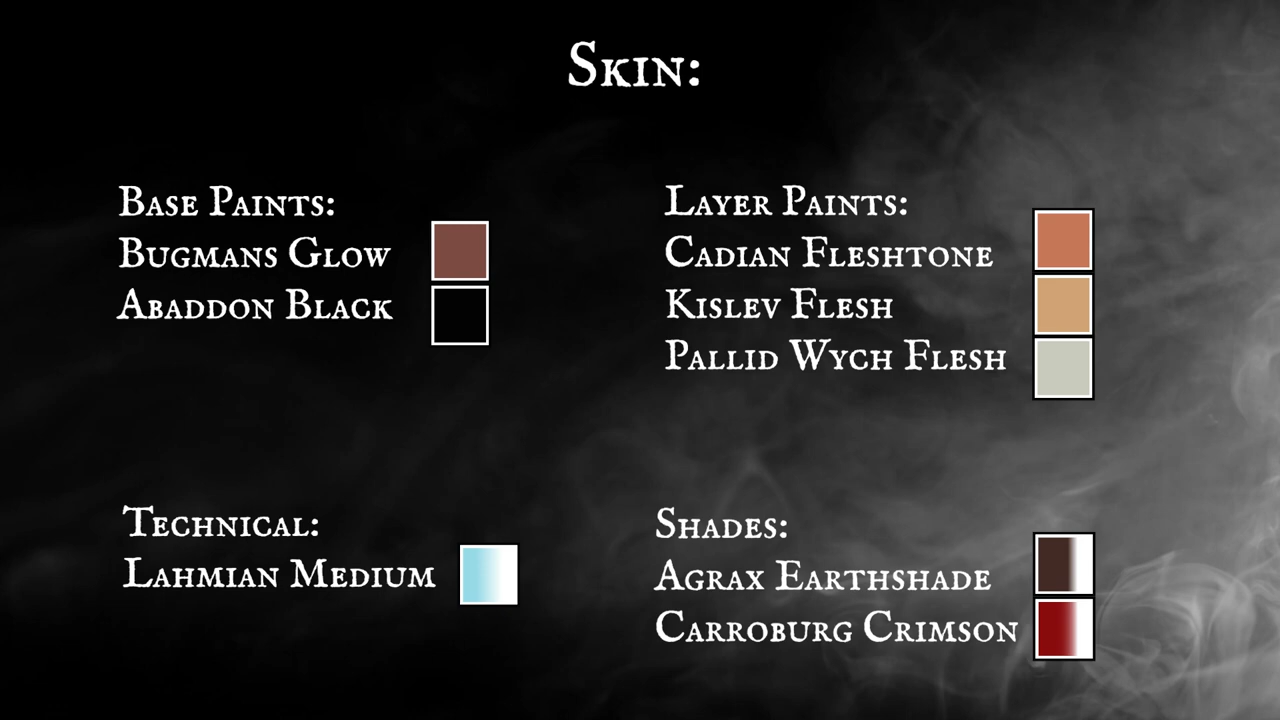 Skin:
Base Paints:
Bugmans Glow
Abaddon Black
Layer Paints:
Cadian Fleshtone
Kislev Flesh
Pallid Wych Flesh
Technical:
Lahmian Medium
Shades:
Agrax Earthshade
Carroburg Crimson